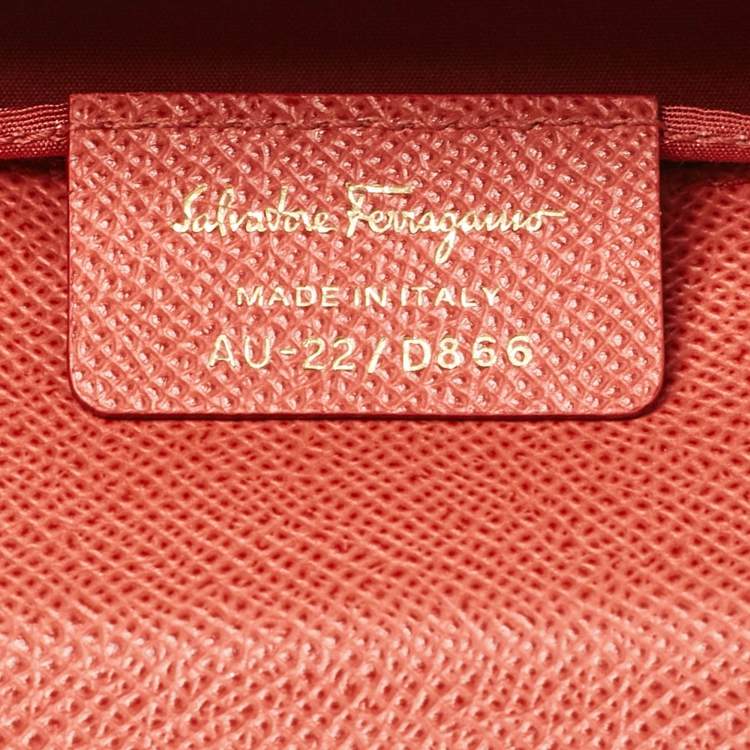 Salvatore Ferragamo
MADE IN ITALY
AU-22/D866